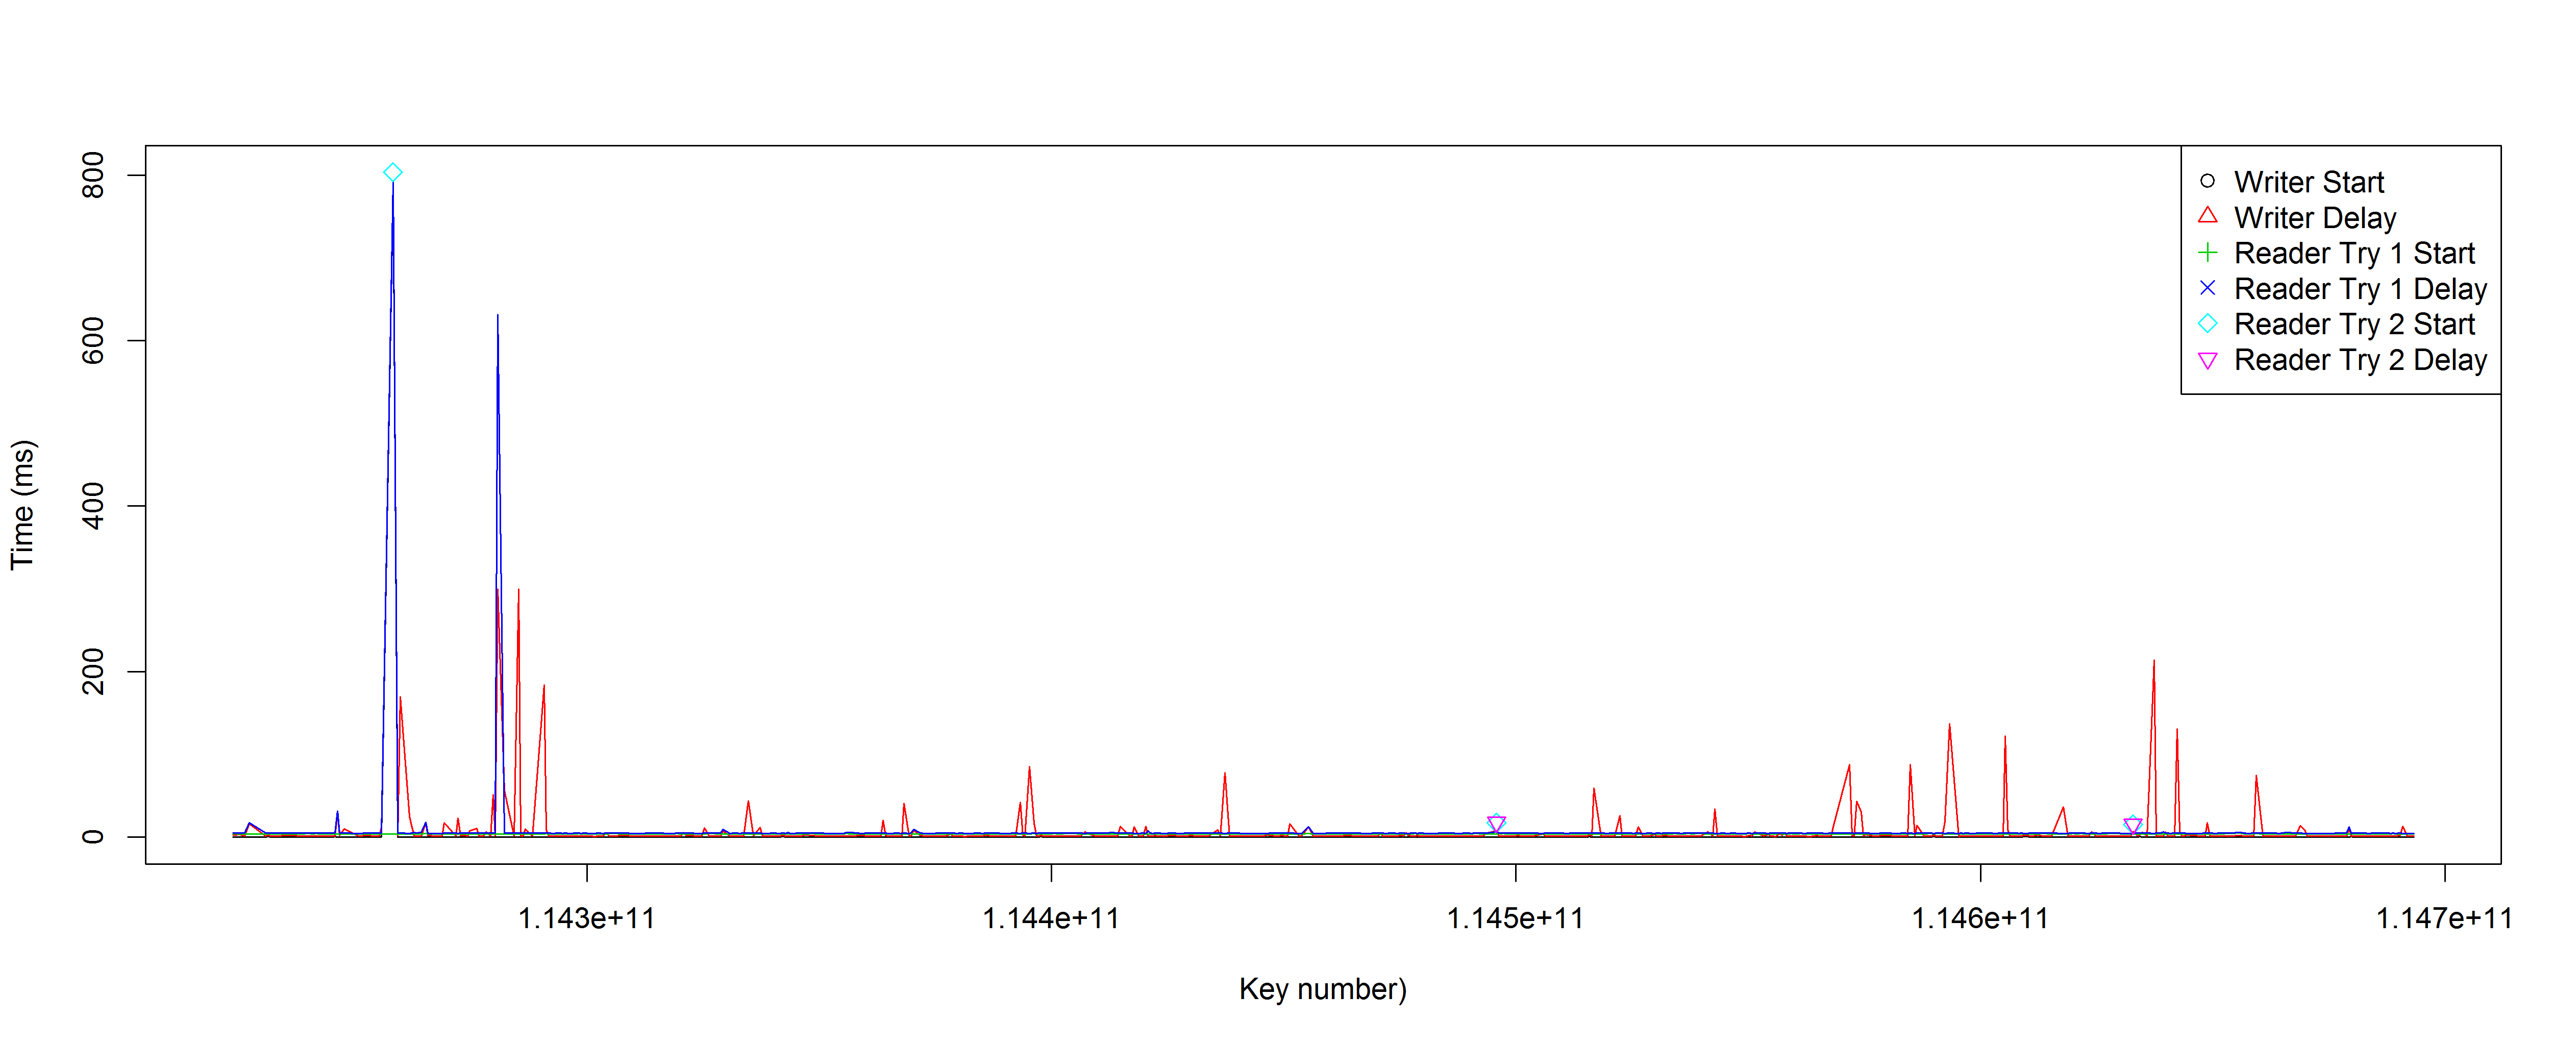 800
600
400
200
0
Time (ms)
Writer Start
Writer Delay
Reader Try 1 Start
Reader Try 1 Delay
Reader Try 2 Start
Reader Try 2 Delay
1.143e+11 1.144e+11 1.145e+11 1.146e+11 1.147e+11
Key number)